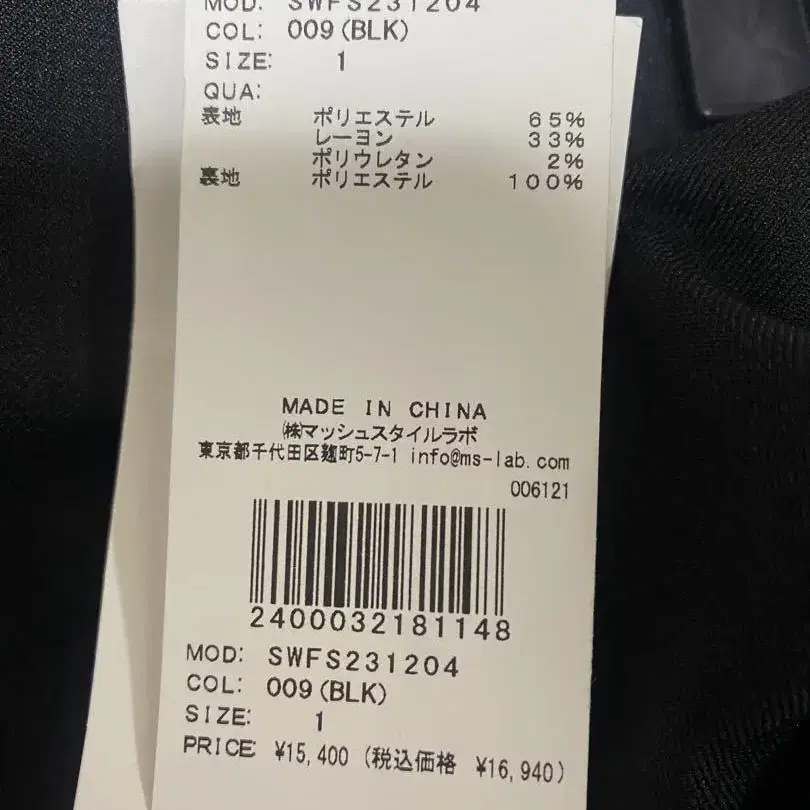 MOD: SWFS231204
COL: 009(BLK)
SIZE: 1
QUA:
表地 ポリエステル 65%
レーヨン 33%
ポリウレタン 2%
裏地 ポリエステル 100%
MADE IN CHINA
㈱マッシュスタイルラボ
東京都千代田区麹町5-7-1 info@ms-lab.com
006121
2400032181148
MOD: SWFS231204
COL: 009(BLK)
SIZE: 1
PRICE: ¥15,400 (税込価格 ¥16,940)